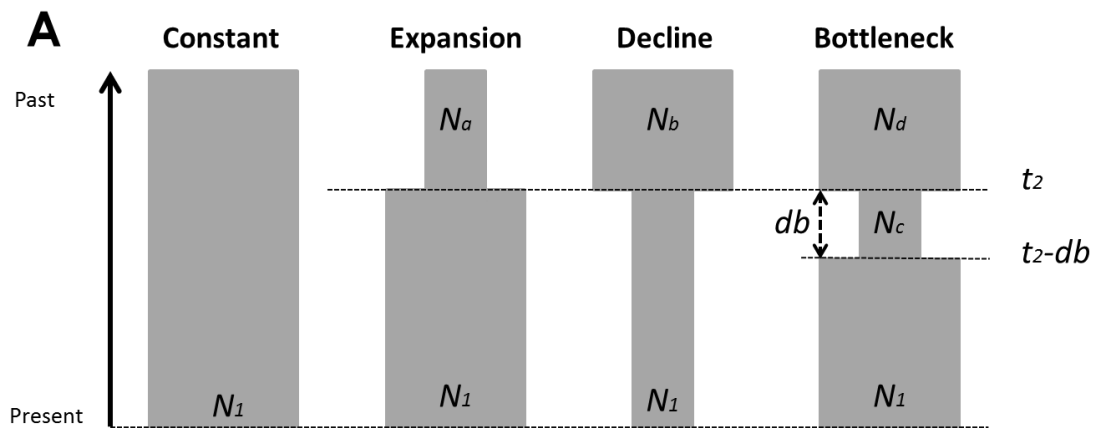 A
Constant Expansion Decline Bottleneck
Past
Na Nb Nd
t2
db Nc
t2-db
Present N1 N1 N1 N1